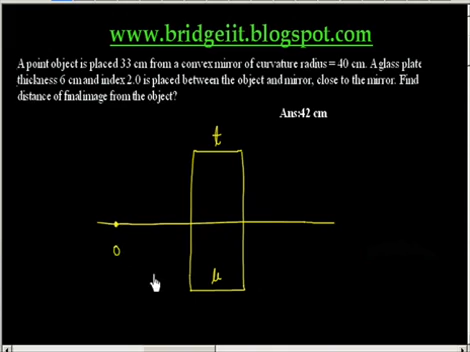 www.bridgeiit.blogspot.com
A point object is placed 33 cm from a convex mirror of curvature radius = 40 cm. A glass plate
thickness 6 cm and index 2.0 is placed between the object and mirror, close to the mirror. Find
distance of final image from the object?
Ans:42 cm
t
O
μ